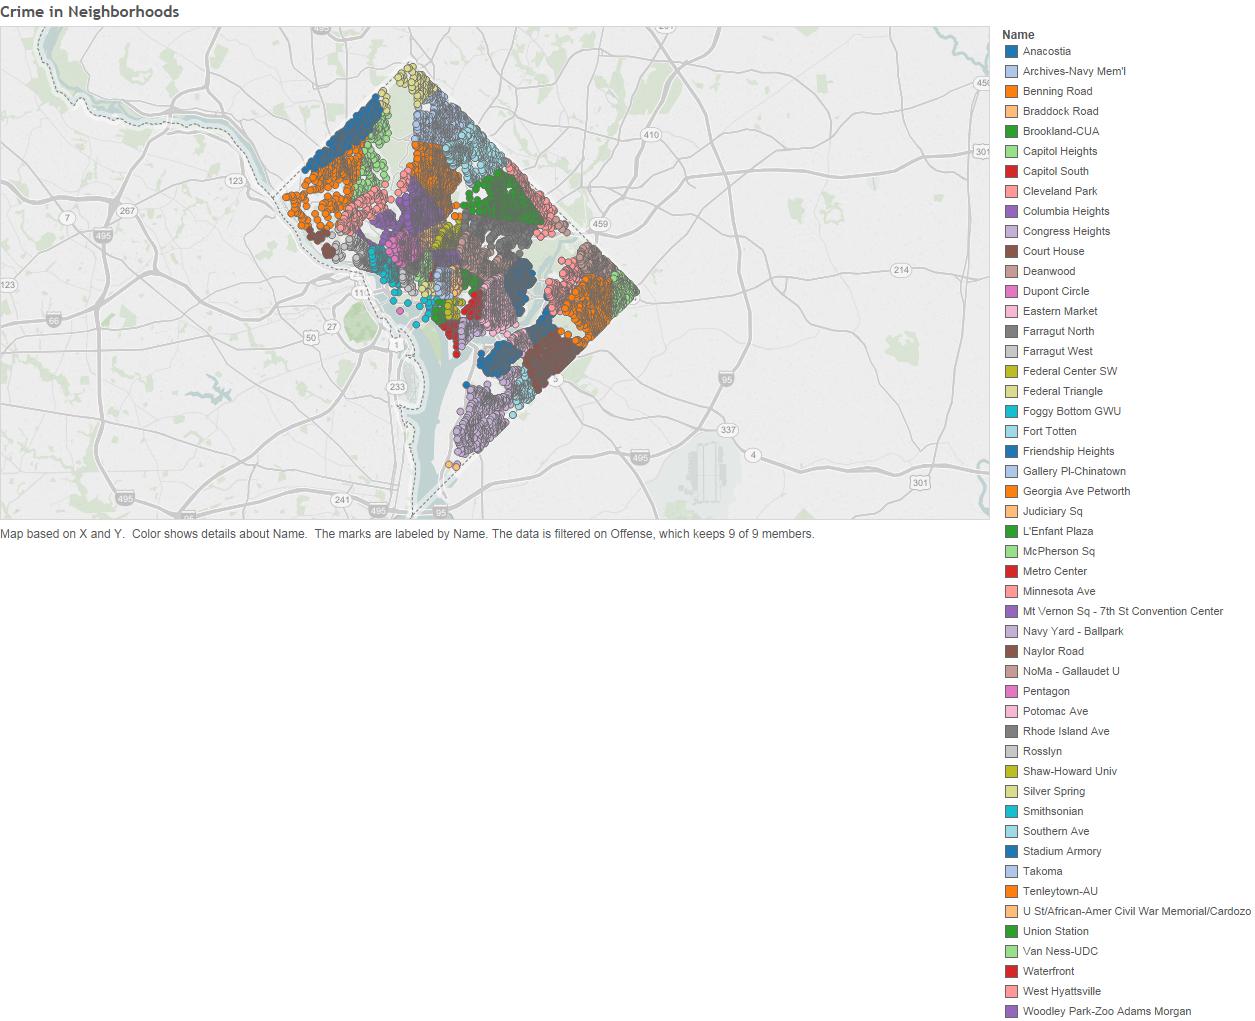 Crime in Neighborhoods
495
123
7
267
495
123
66
27
50
111
1
233
241
495
95
495
410
459
214
95
337
4
495
301
301
450
5
Map based on X and Y.  Color shows details about Name.  The marks are labeled by Name. The data is filtered on Offense, which keeps 9 of 9 members.
Name
Anacostia
Archives-Navy Mem'l
Benning Road
Braddock Road
Brookland-CUA
Capitol Heights
Capitol South
Cleveland Park
Columbia Heights
Congress Heights
Court House
Deanwood
Dupont Circle
Eastern Market
Farragut North
Farragut West
Federal Center SW
Federal Triangle
Foggy Bottom GWU
Fort Totten
Friendship Heights
Gallery Pl-Chinatown
Georgia Ave Petworth
Judiciary Sq
L'Enfant Plaza
McPherson Sq
Metro Center
Minnesota Ave
Mt Vernon Sq - 7th St Convention Center
Navy Yard - Ballpark
Naylor Road
NoMa - Gallaudet U
Pentagon
Potomac Ave
Rhode Island Ave
Rosslyn
Shaw-Howard Univ
Silver Spring
Smithsonian
Southern Ave
Stadium Armory
Takoma
Tenleytown-AU
U St/African-Amer Civil War Memorial/Cardozo
Union Station
Van Ness-UDC
Waterfront
West Hyattsville
Woodley Park-Zoo Adams Morgan